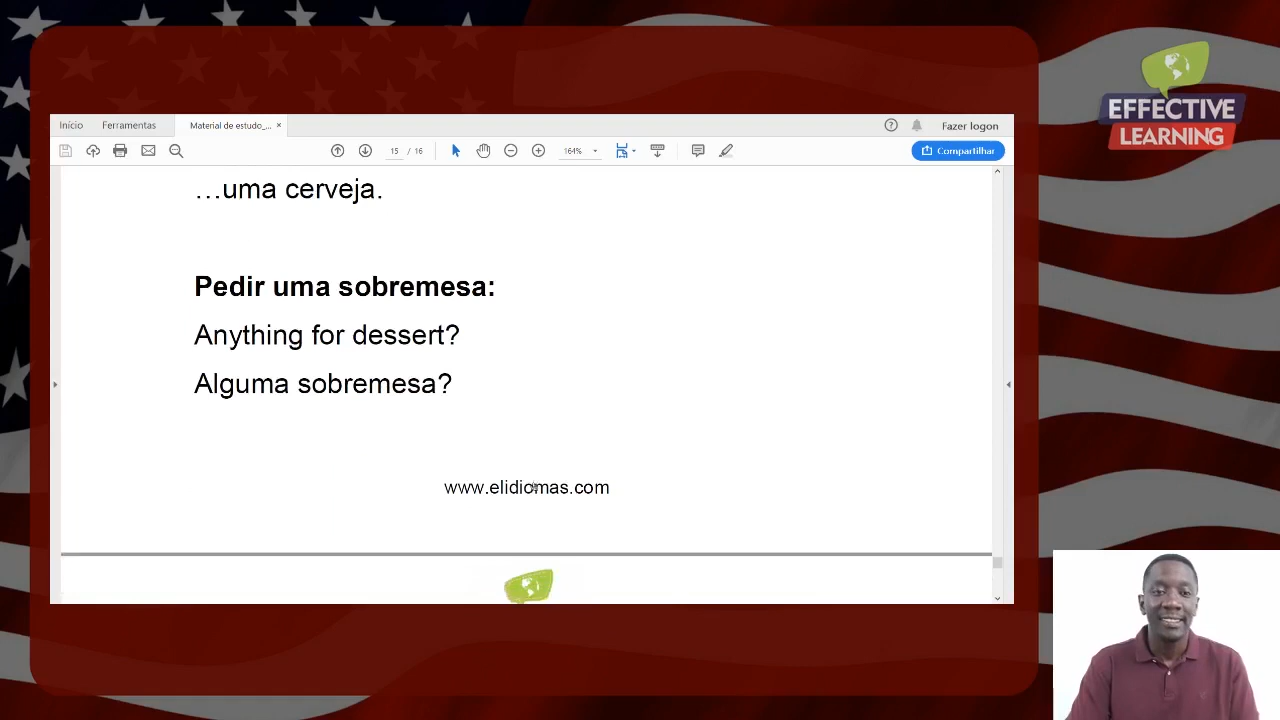 EFFECTIVE
LEARNING
Início Ferramentas Material de estudo_... ×
Fazer logon
15 / 16
164%
Compartilhar
...uma cerveja.
Pedir uma sobremesa:
Anything for dessert?
Alguma sobremesa?
www.elidiomas.com